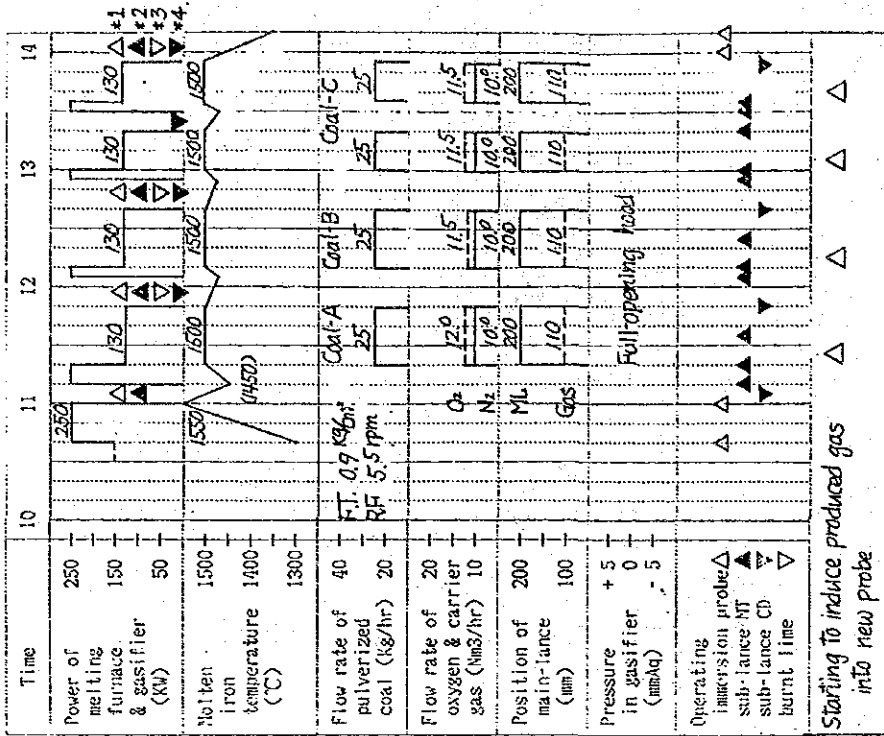 Time 10 11 12 13 14
Power of
melting
furnace
& gasifier
(KW)
250
150
50
250 130 130 130 130
*1
*2
*3
*4
Molten
iron
temperature
(°C)
1500
1400
1300
1550 (1450) 1500 1500 1500 1500
Flow rate of
pulverized
coal (Kg/hr)
40
20
F.T. 0.9
R.F. 5.5 rpm
Coal-A Coal-B Coal-C
25 25 25 25
Flow rate of
oxygen & carrier
gas (Nm3/hr)
20
10
O2 12.0 11.5 11.5 11.5
N2 10.0 10.0 10.0 10.0
Position of
main-lance
(mm)
200
100
ML 200 200 200 200
Gas 110 110 110 110
Pressure
in gasifier
(mmAq)
+ 5
0
- 5
Full-opening hood
Operating
immersion probe
sub-lance MT
sub-lance CD
burnt lime
Starting to induce produced gas
into new probe